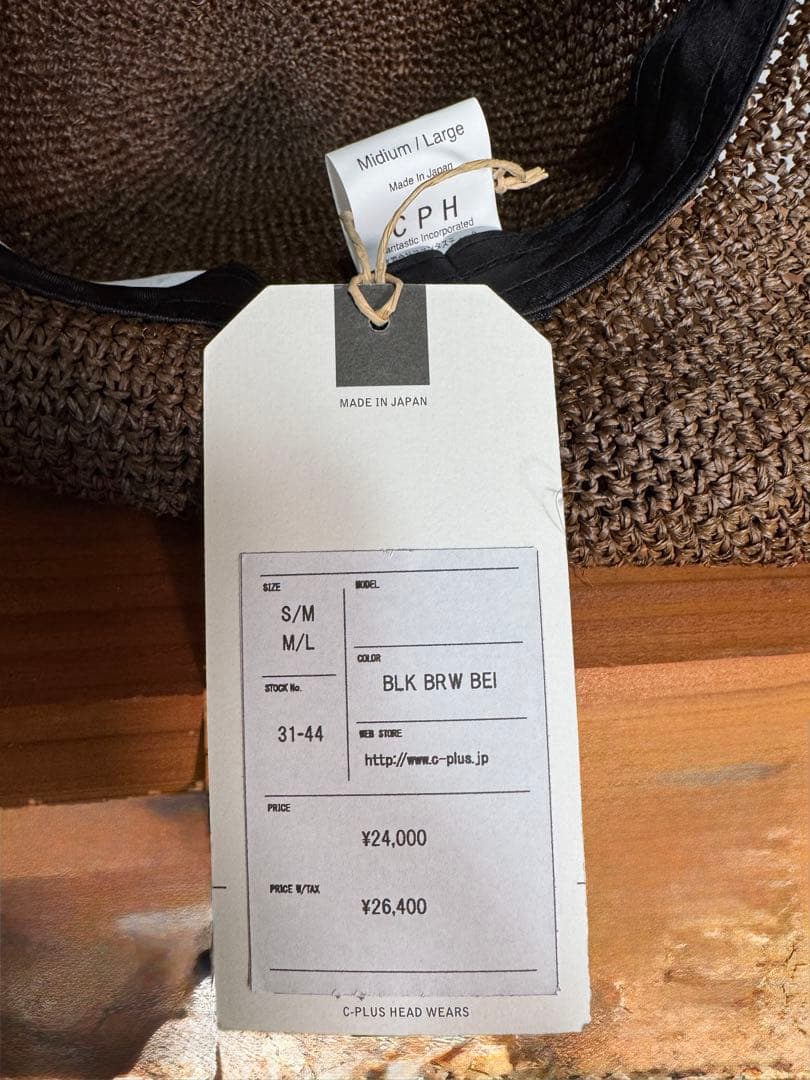 Midium / Large
Made In Japan
CPH
antastic Incorporated
MADE IN JAPAN
SIZE
S/M
M/L
MODEL
COLOR
BLK BRW BEI
STOCK No.
31-44
WEB STORE
http://www.c-plus.jp
PRICE
¥24,000
PRICE W/TAX
¥26,400
C-PLUS HEAD WEARS